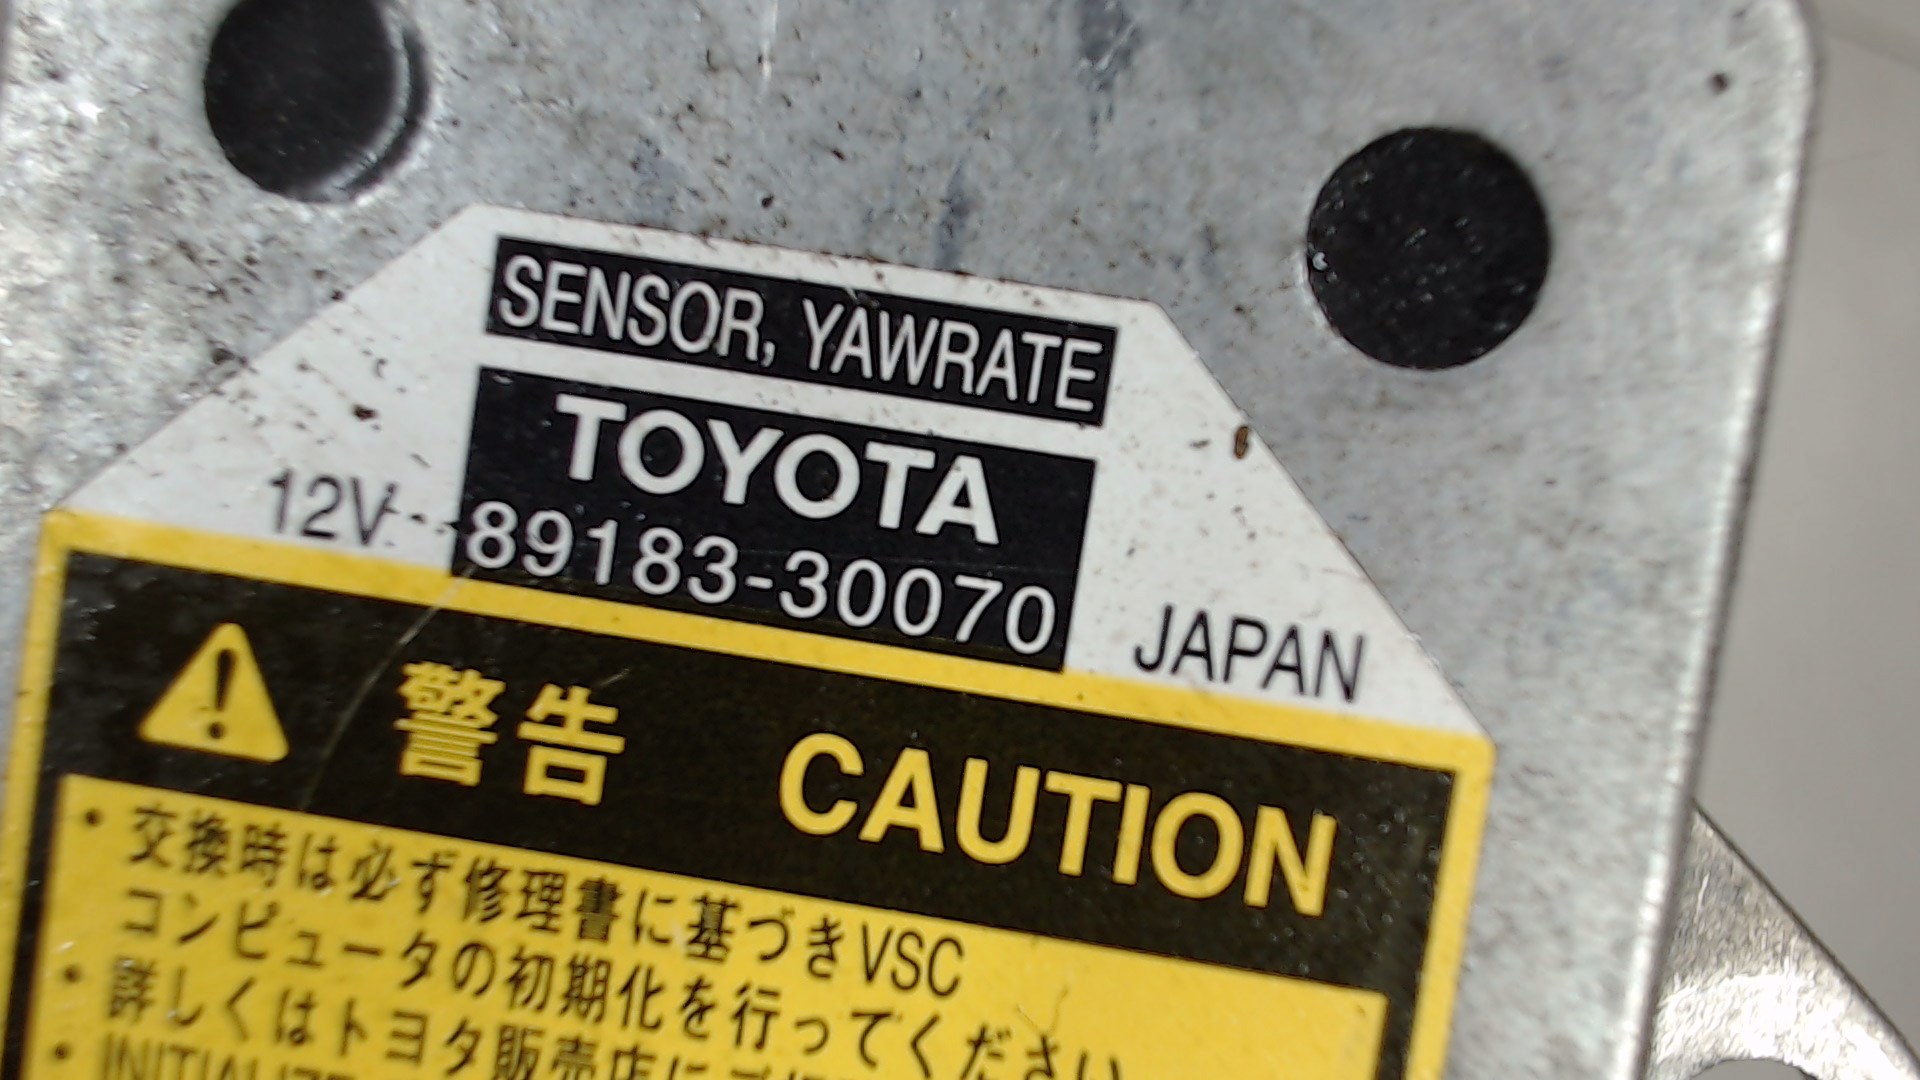 SENSOR, YAWRATE
TOYOTA
12V 89183-30070 JAPAN
警告 CAUTION
・交換時は必ず修理書に基づきVSC
コンピュータの初期化を行ってください
・詳しくはトヨタ販売店に